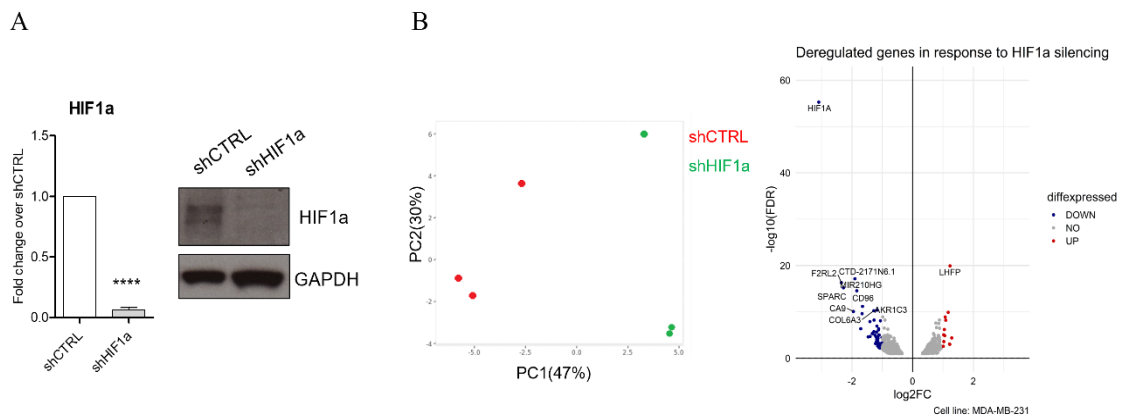 A
B
HIF1a
Fold change over shCTRL
1.5
1.0
0.5
0.0
****
shCTRL
shHIF1a
shCTRL
shHIF1a
HIF1a
GAPDH
PC2(30%)
6
4
2
0
-2
-4
-5.0
-2.5
0.0
2.5
5.0
PC1(47%)
shCTRL
shHIF1a
Deregulated genes in response to HIF1a silencing
-log10(FDR)
60
40
20
0
HIF1A
F2RL2
CTD-2171N6.1
MIR210HG
SPARC
CD96
CA9
AKR1C3
COL6A3
LHFP
-2
0
2
log2FC
diffexpressed
DOWN
NO
UP
Cell line: MDA-MB-231